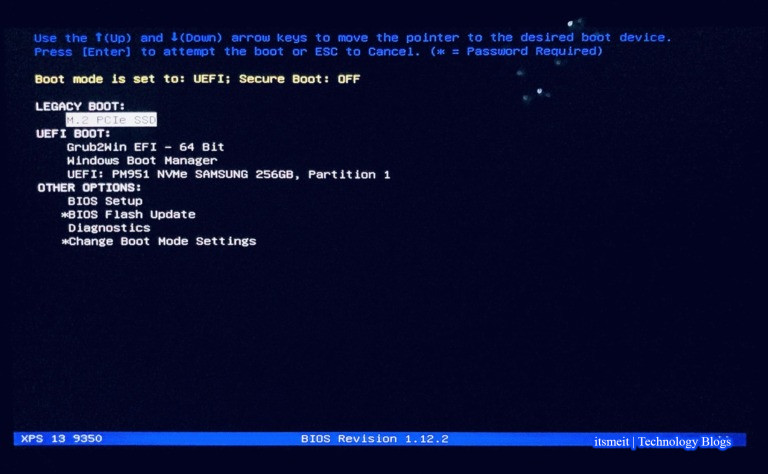 Use the ↑(Up) and ↓(Down) arrow keys to move the pointer to the desired boot device.
Press [Enter] to attempt the boot or ESC to Cancel. (* = Password Required)
Boot mode is set to: UEFI; Secure Boot: OFF
LEGACY BOOT:
M.2 PCIe SSD
UEFI BOOT:
Grub2Win EFI - 64 Bit
Windows Boot Manager
UEFI: PM951 NVMe SAMSUNG 256GB, Partition 1
OTHER OPTIONS:
BIOS Setup
*BIOS Flash Update
Diagnostics
*Change Boot Mode Settings
XPS 13 9350 BIOS Revision 1.12.2 itsmeit | Technology Blogs